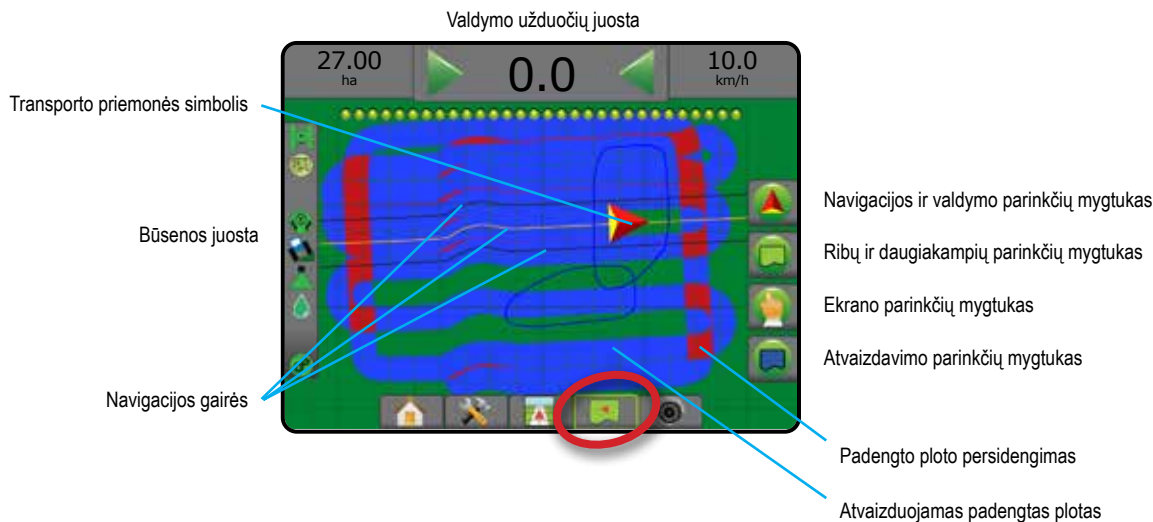 Valdymo užduočių juosta
27.00
ha
0.0
10.0
km/h
Transporto priemonės simbolis
Būsenos juosta
Navigacijos gairės
Navigacijos ir valdymo parinkčių mygtukas
Ribų ir daugiakampių parinkčių mygtukas
Ekrano parinkčių mygtukas
Atvaizdavimo parinkčių mygtukas
Padengto ploto persidengimas
Atvaizduojamas padengtas plotas